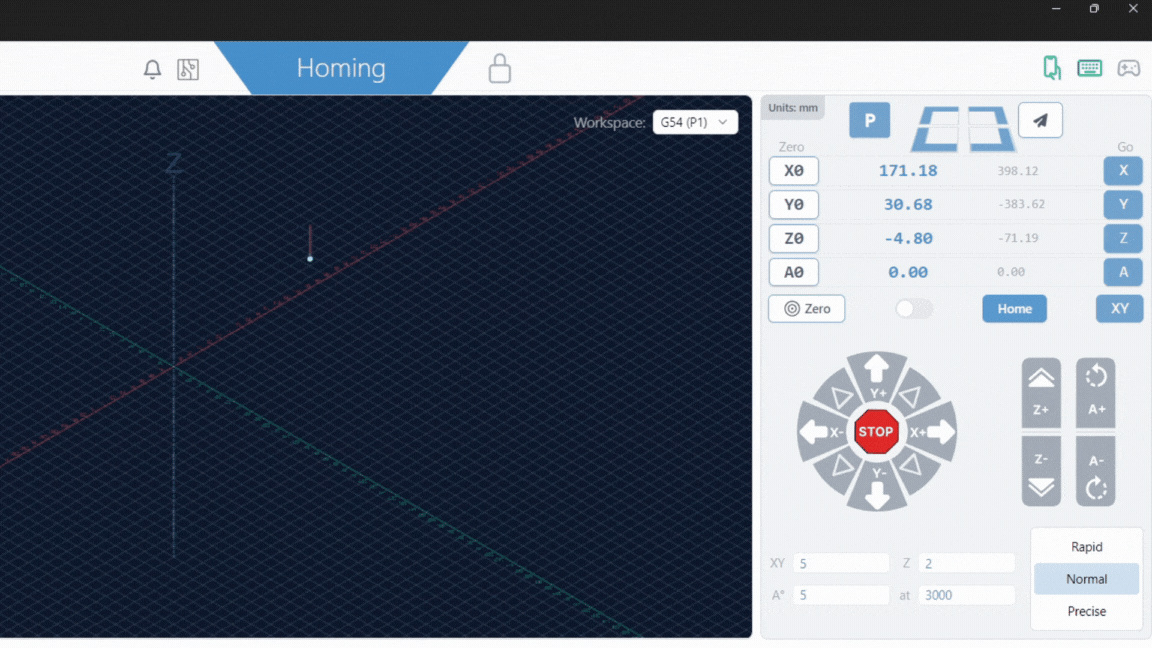 Homing
Workspace: G54 (P1)
Z
Units: mm
P
Zero
Go
X0 171.18 398.12 X
Y0 30.68 -383.62 Y
Z0 -4.80 -71.19 Z
A0 0.00 0.00 A
Zero Home XY
Y+
X- STOP X+
Y-
Z+ A+
Z- A-
XY 5 Z 2
A° 5 at 3000
Rapid
Normal
Precise